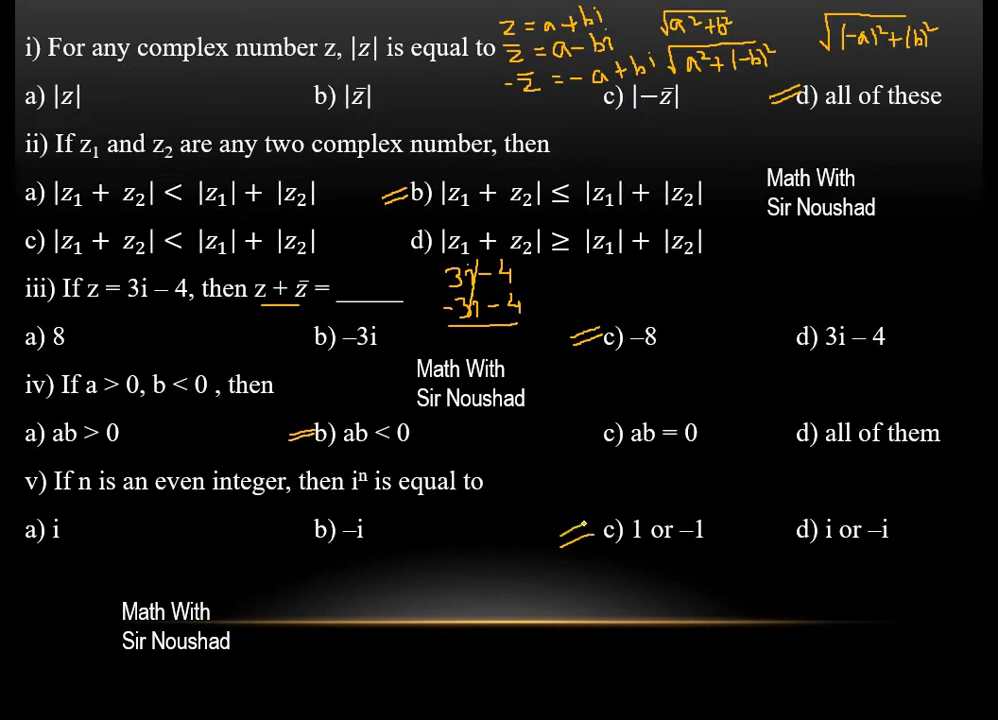 z = a + bi √a² + b² √(-a)² + (b)²
i) For any complex number z, |z| is equal to z̄ = a - bi √a² + (-b)²
-z̄ = -a + bi
a) |z| b) |z̄| c) |−z̄| d) all of these
ii) If z₁ and z₂ are any two complex number, then
a) |z₁ + z₂| < |z₁| + |z₂| b) |z₁ + z₂| ≤ |z₁| + |z₂| Math With
Sir Noushad
c) |z₁ + z₂| < |z₁| + |z₂| d) |z₁ + z₂| ≥ |z₁| + |z₂|
3i - 4
iii) If z = 3i – 4, then z + z̄ = _____ -3i - 4
a) 8 b) –3i c) –8 d) 3i – 4
Math With
iv) If a > 0, b < 0 , then Sir Noushad
a) ab > 0 b) ab < 0 c) ab = 0 d) all of them
v) If n is an even integer, then iⁿ is equal to
a) i b) –i c) 1 or –1 d) i or –i
Math With
Sir Noushad